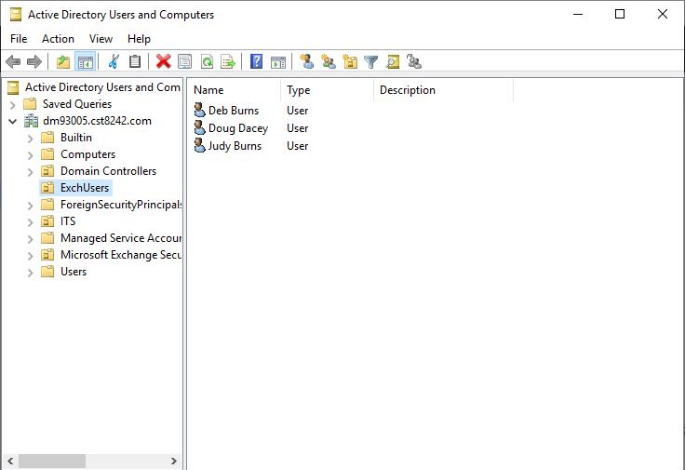 Active Directory Users and Computers
File Action View Help
Active Directory Users and Com
Saved Queries
dm93005.cst8242.com
Builtin
Computers
Domain Controllers
ExchUsers
ForeignSecurityPrincipals
ITS
Managed Service Accour
Microsoft Exchange Secu
Users
Name Type Description
Deb Burns User
Doug Dacey User
Judy Burns User